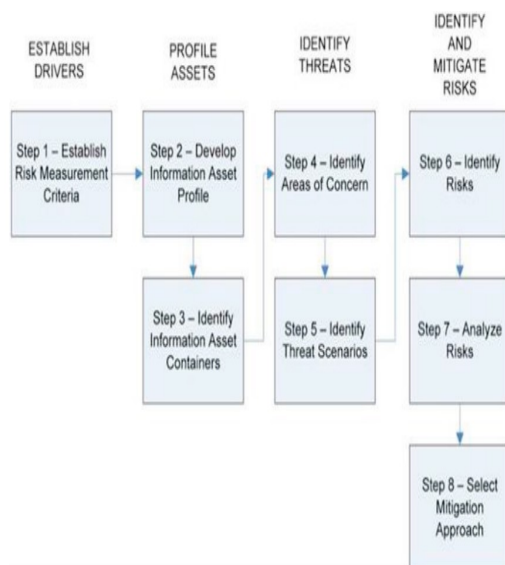 ESTABLISH
DRIVERS
PROFILE
ASSETS
IDENTIFY
THREATS
IDENTIFY
AND
MITIGATE
RISKS
Step 1 – Establish
Risk Measurement
Criteria
Step 2 – Develop
Information Asset
Profile
Step 3 – Identify
Information Asset
Containers
Step 4 – Identify
Areas of Concern
Step 5 – Identify
Threat Scenarios
Step 6 – Identify
Risks
Step 7 – Analyze
Risks
Step 8 – Select
Mitigation
Approach